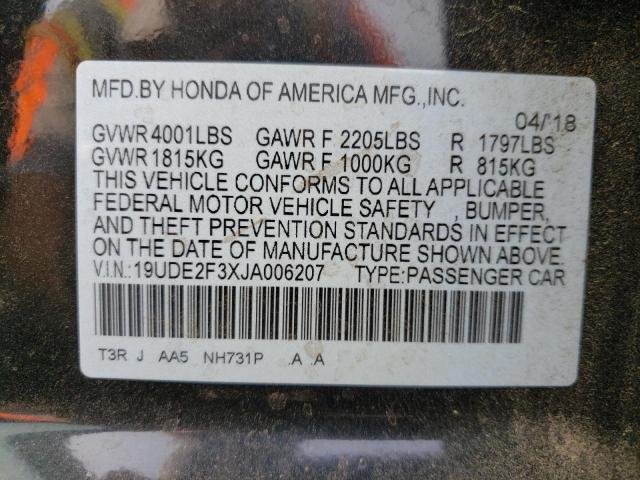 MFD.BY HONDA OF AMERICA MFG.,INC.
04/18
GVWR 4001LBS GAWR F 2205LBS R 1797LBS
GVWR 1815KG GAWR F 1000KG R 815KG
THIS VEHICLE CONFORMS TO ALL APPLICABLE
FEDERAL MOTOR VEHICLE SAFETY , BUMPER,
AND THEFT PREVENTION STANDARDS IN EFFECT
ON THE DATE OF MANUFACTURE SHOWN ABOVE.
V.I.N.:19UDE2F3XJA006207 TYPE:PASSENGER CAR
T3R J AA5 NH731P .A .A